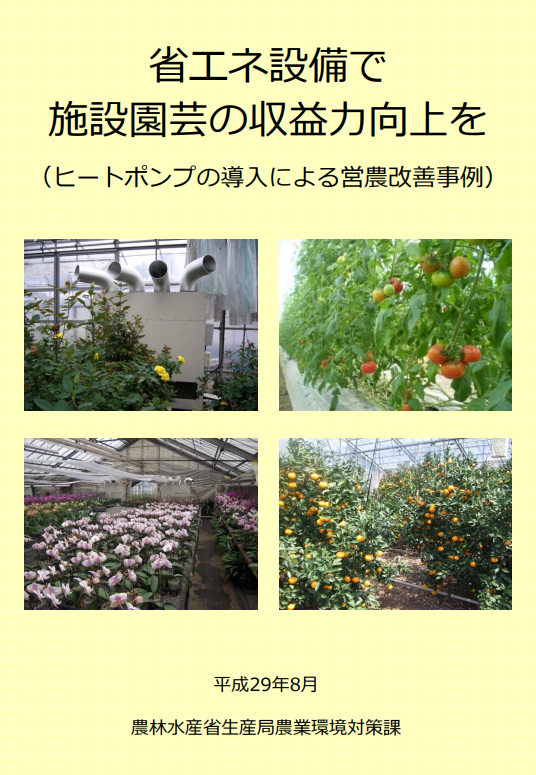 省エネ設備で
施設園芸の収益力向上を
（ヒートポンプの導入による営農改善事例）
平成29年8月
農林水産省生産局農業環境対策課